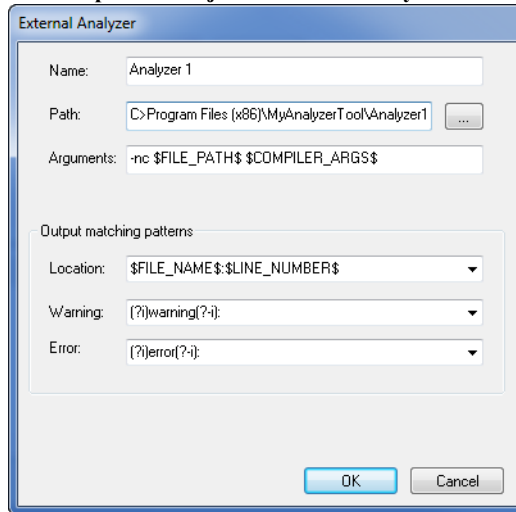 External Analyzer
Name: Analyzer 1
Path: C>Program Files (x86)\MyAnalyzerTool\Analyzer1 ...
Arguments: -nc $FILE_PATH$ $COMPILER_ARGS$
Output matching patterns
Location: $FILE_NAME$:$LINE_NUMBER$
Warning: (?i)warning(?-i):
Error: (?i)error(?-i):
OK Cancel